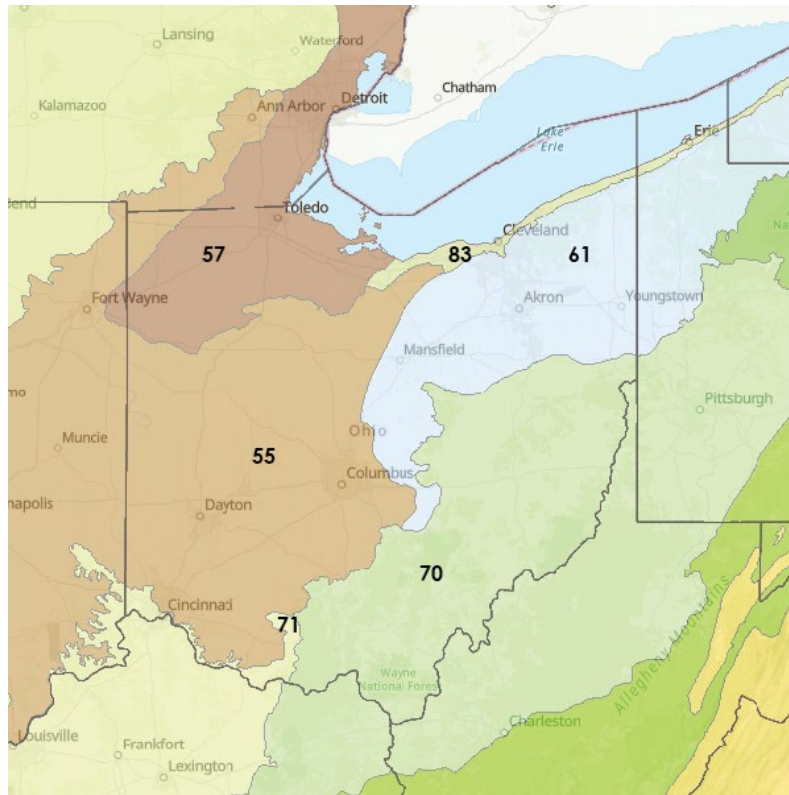 Lansing
Waterford
Kalamazoo
Ann Arbor
Detroit
Chatham
Lake
Erie
Erie
Bend
Toledo
57
Cleveland
83
61
Fort Wayne
Akron
Youngstown
Mansfield
Pittsburgh
Ohio
Muncie
55
Columbus
napolis
Dayton
70
Cincinnati
71
Wayne
National Forest
Allegheny Mountains
Charleston
Louisville
Frankfort
Lexington